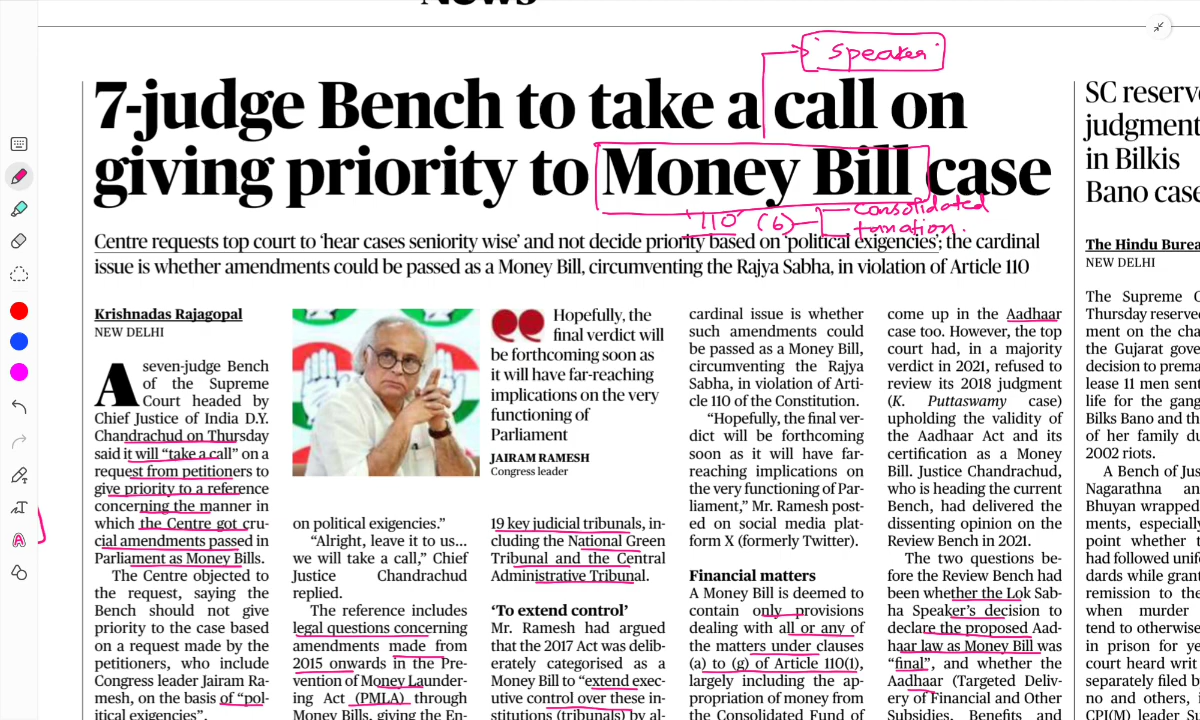 News
'speaker'
7-judge Bench to take a call on
giving priority to Money Bill case
'110' (6) consolidated
taxation.
Centre requests top court to ‘hear cases seniority wise’ and not decide priority based on ‘political exigencies’; the cardinal
issue is whether amendments could be passed as a Money Bill, circumventing the Rajya Sabha, in violation of Article 110
Krishnadas Rajagopal
NEW DELHI
A seven-judge Bench
of the Supreme
Court headed by
Chief Justice of India D.Y.
Chandrachud on Thursday
said it will “take a call” on a
request from petitioners to
give priority to a reference
concerning the manner in
which the Centre got cru-
cial amendments passed in
Parliament as Money Bills.
The Centre objected to
the request, saying the
Bench should not give
priority to the case based
on a request made by the
petitioners, who include
Congress leader Jairam Ra-
mesh, on the basis of “pol-
itical exigencies”.
on political exigencies.”
“Alright, leave it to us...
we will take a call,” Chief
Justice Chandrachud
replied.
The reference includes
legal questions concerning
amendments made from
2015 onwards in the Pre-
vention of Money Launder-
ing Act (PMLA) through
Money Bills, giving the En-
Hopefully, the
final verdict will
be forthcoming soon as
it will have far-reaching
implications on the very
functioning of
Parliament
JAIRAM RAMESH
Congress leader
19 key judicial tribunals, in-
cluding the National Green
Tribunal and the Central
Administrative Tribunal.
‘To extend control’
Mr. Ramesh had argued
that the 2017 Act was delib-
erately categorised as a
Money Bill to “extend exec-
utive control over these in-
stitutions (tribunals) by al-
cardinal issue is whether
such amendments could
be passed as a Money Bill,
circumventing the Rajya
Sabha, in violation of Arti-
cle 110 of the Constitution.
“Hopefully, the final ver-
dict will be forthcoming
soon as it will have far-
reaching implications on
the very functioning of Par-
liament,” Mr. Ramesh post-
ed on social media plat-
form X (formerly Twitter).
Financial matters
A Money Bill is deemed to
contain only provisions
dealing with all or any of
the matters under clauses
(a) to (g) of Article 110(1),
largely including the ap-
propriation of money from
the Consolidated Fund of
come up in the Aadhaar
case too. However, the top
court had, in a majority
verdict in 2021, refused to
review its 2018 judgment
(K. Puttaswamy case)
upholding the validity of
the Aadhaar Act and its
certification as a Money
Bill. Justice Chandrachud,
who is heading the current
Bench, had delivered the
dissenting opinion on the
Review Bench in 2021.
The two questions be-
fore the Review Bench had
been whether the Lok Sab-
ha Speaker’s decision to
declare the proposed Aad-
haar law as Money Bill was
“final”, and whether the
Aadhaar (Targeted Deliv-
ery of Financial and Other
Subsidies, Benefits and
SC reserv
judgment
in Bilkis
Bano case
The Hindu Burea
NEW DELHI
The Supreme C
Thursday reserved
ment on the cha
the Gujarat gove
decision to prema
lease 11 men sent
life for the gang
Bilkis Bano and th
of her family du
2002 riots.
A Bench of Jus
Nagarathna an
Bhuyan wrapped
ments, especially
point whether t
had followed unif
dards while grant
remission to the
when murder
tend to otherwise
in prison for ye
court heard writ
separately filed b
no and others, i
CPI(M) leader S